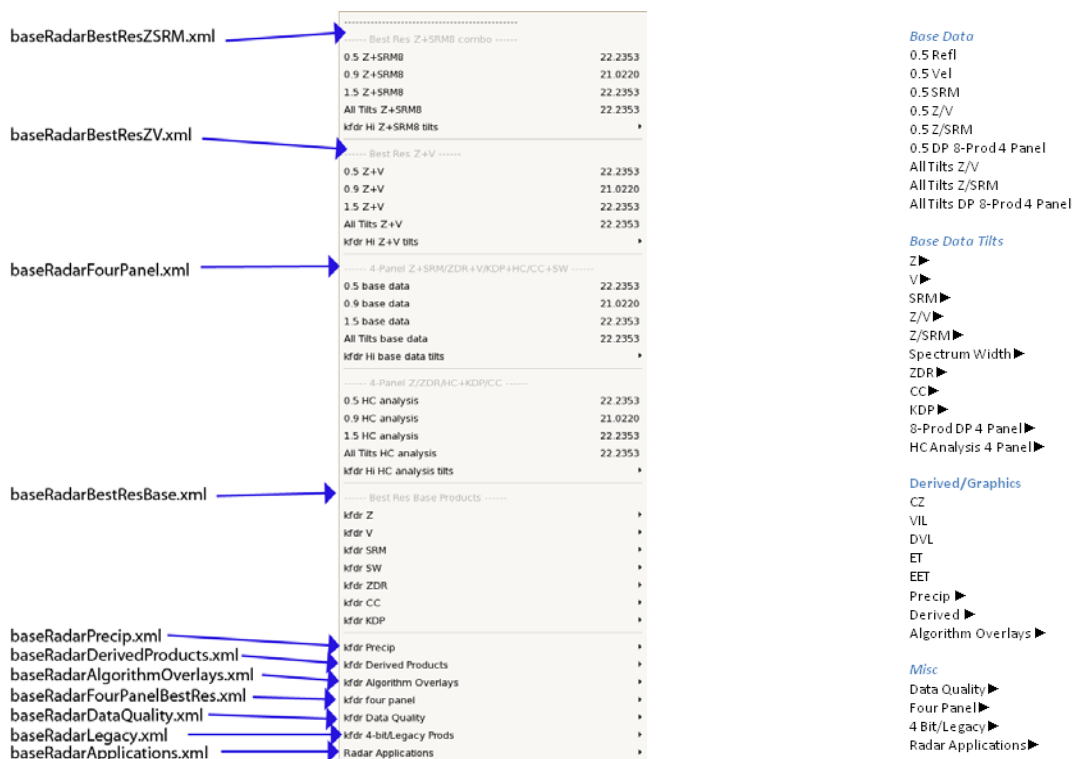 baseRadarBestResZSRM.xml
baseRadarBestResZV.xml
baseRadarFourPanel.xml
baseRadarBestResBase.xml
baseRadarPrecip.xml
baseRadarDerivedProducts.xml
baseRadarAlgorithmOverlays.xml
baseRadarFourPanelBestRes.xml
baseRadarDataQuality.xml
baseRadarLegacy.xml
baseRadarApplications.xml
------ Best Res Z+SRM8 combo ------
0.5 Z+SRM8 22.2353
0.9 Z+SRM8 21.0220
1.5 Z+SRM8 22.2353
All Tilts Z+SRM8 22.2353
kfdr Hi Z+SRM8 tilts
------ Best Res Z+V ------
0.5 Z+V 22.2353
0.9 Z+V 21.0220
1.5 Z+V 22.2353
All Tilts Z+V 22.2353
kfdr Hi Z+V tilts
------ 4-Panel Z+SRM/ZDR+V/KDP+HC/CC+SW ------
0.5 base data 22.2353
0.9 base data 21.0220
1.5 base data 22.2353
All Tilts base data 22.2353
kfdr Hi base data tilts
------ 4-Panel Z/ZDR/HC+KDP/CC ------
0.5 HC analysis 22.2353
0.9 HC analysis 21.0220
1.5 HC analysis 22.2353
All Tilts HC analysis 22.2353
kfdr Hi HC analysis tilts
------ Best Res Base Products ------
kfdr Z
kfdr V
kfdr SRM
kfdr SW
kfdr ZDR
kfdr CC
kfdr KDP
kfdr Precip
kfdr Derived Products
kfdr Algorithm Overlays
kfdr four panel
kfdr Data Quality
kfdr 4-bit/Legacy Prods
Radar Applications
Base Data
0.5 Refl
0.5 Vel
0.5 SRM
0.5 Z/V
0.5 Z/SRM
0.5 DP 8-Prod 4 Panel
All Tilts Z/V
All Tilts Z/SRM
All Tilts DP 8-Prod 4 Panel
Base Data Tilts
Z
V
SRM
Z/V
Z/SRM
Spectrum Width
ZDR
CC
KDP
8-Prod DP 4 Panel
HC Analysis 4 Panel
Derived/Graphics
CZ
VIL
DVL
ET
EET
Precip
Derived
Algorithm Overlays
Misc
Data Quality
Four Panel
4 Bit/Legacy
Radar Applications